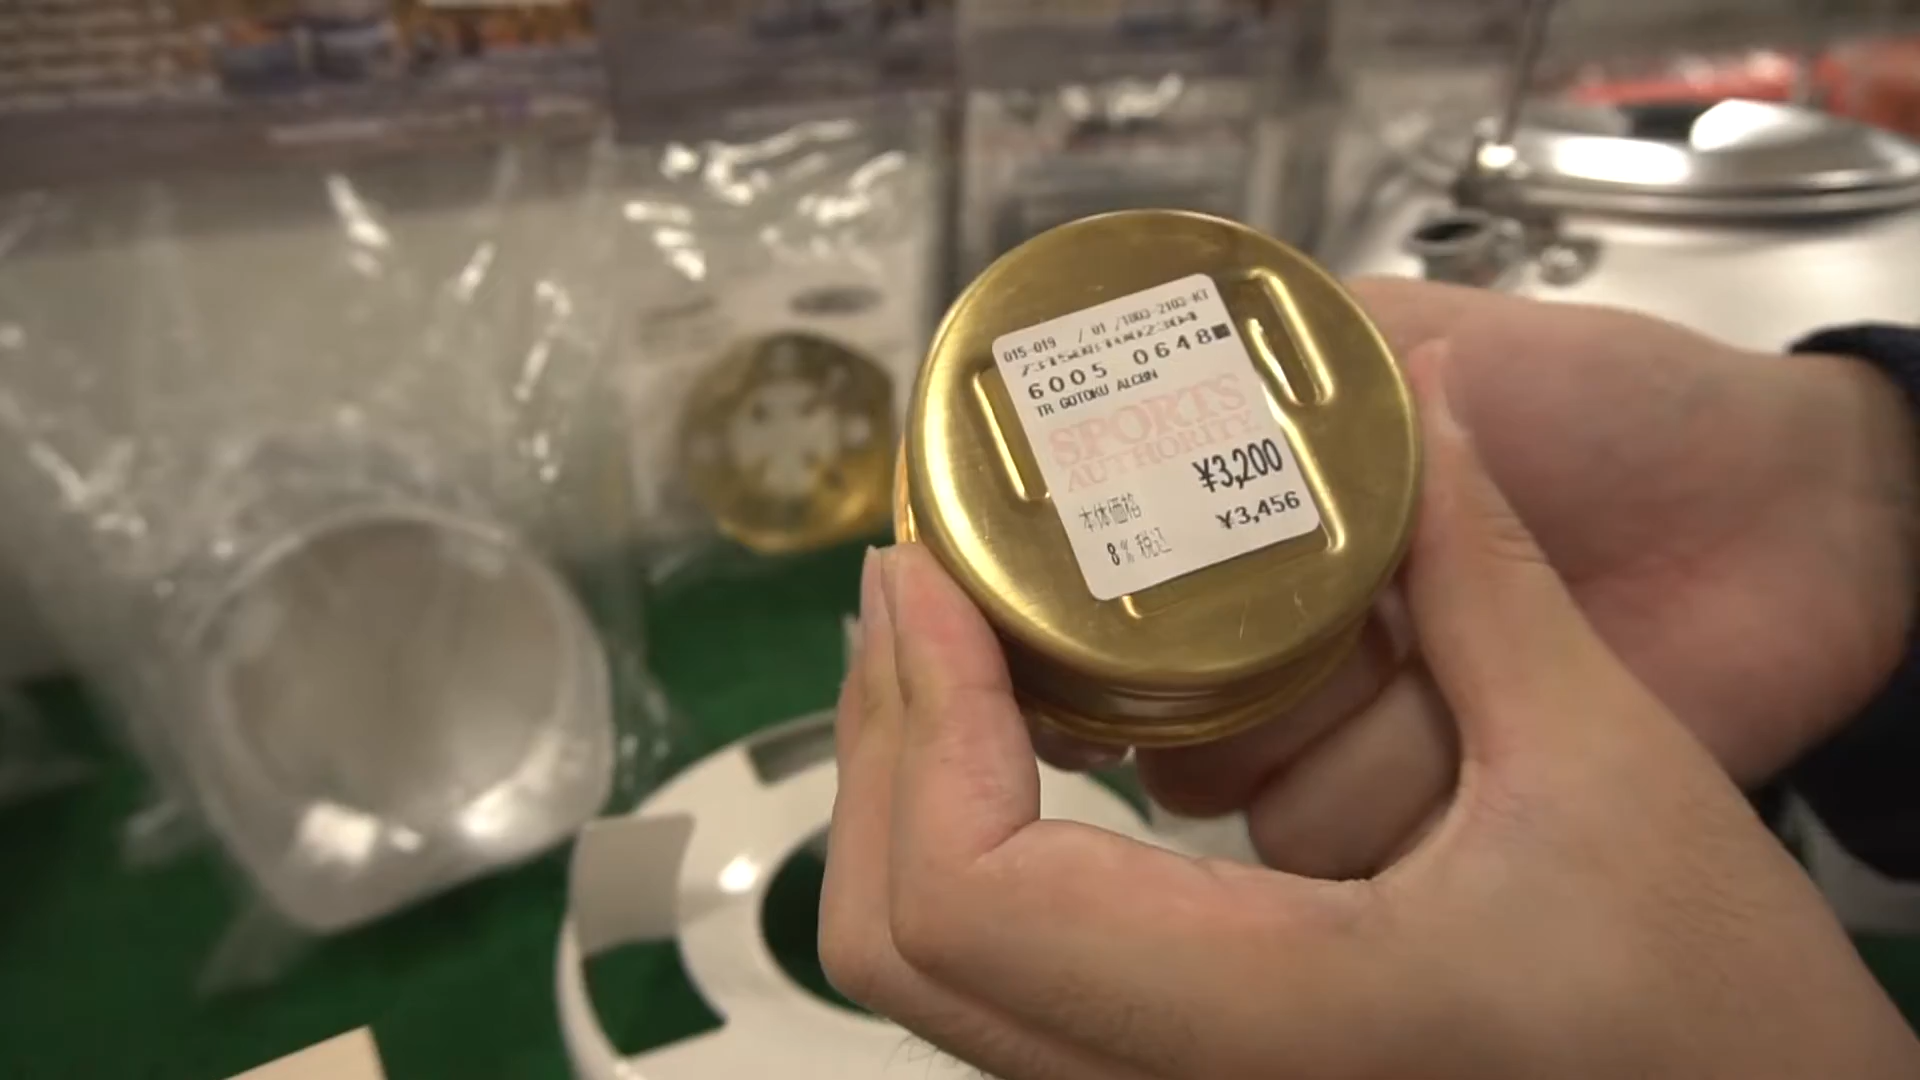 015-019 / 01 /1803-2103-KT
6005 0648
TR GOTOKU ALCBN
SPORTS
AUTHORITY
¥3,200
本体価格
¥3,456
8%税込